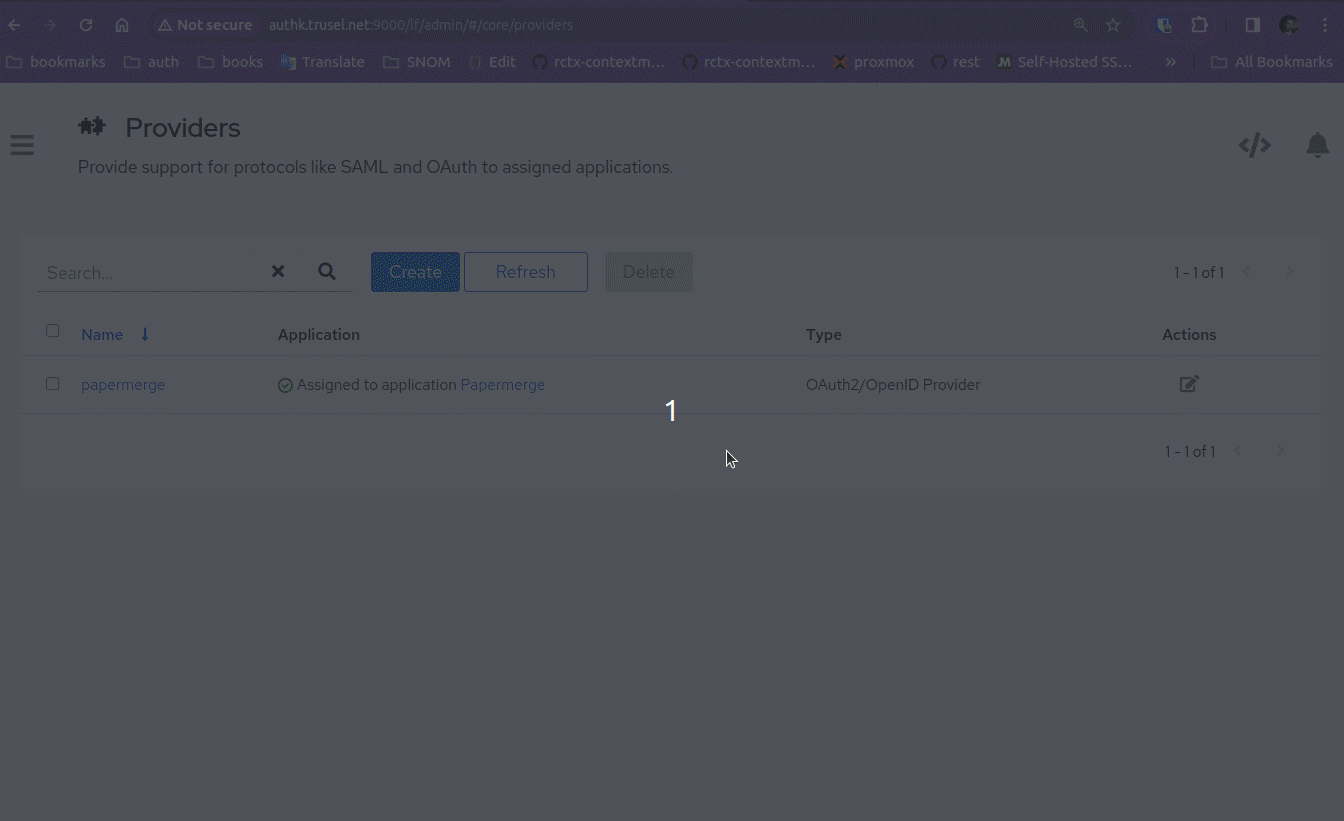 Not secure authk.trusel.net:9000/if/admin/#/core/providers
bookmarks auth books Translate SNOM Edit rctx-contextm... rctx-contextm... proxmox rest Self-Hosted SS... » All Bookmarks
Providers
Provide support for protocols like SAML and OAuth to assigned applications.
Search... Create Refresh Delete 1 - 1 of 1
Name Application Type Actions
papermerge Assigned to application Papermerge OAuth2/OpenID Provider
1
1 - 1 of 1